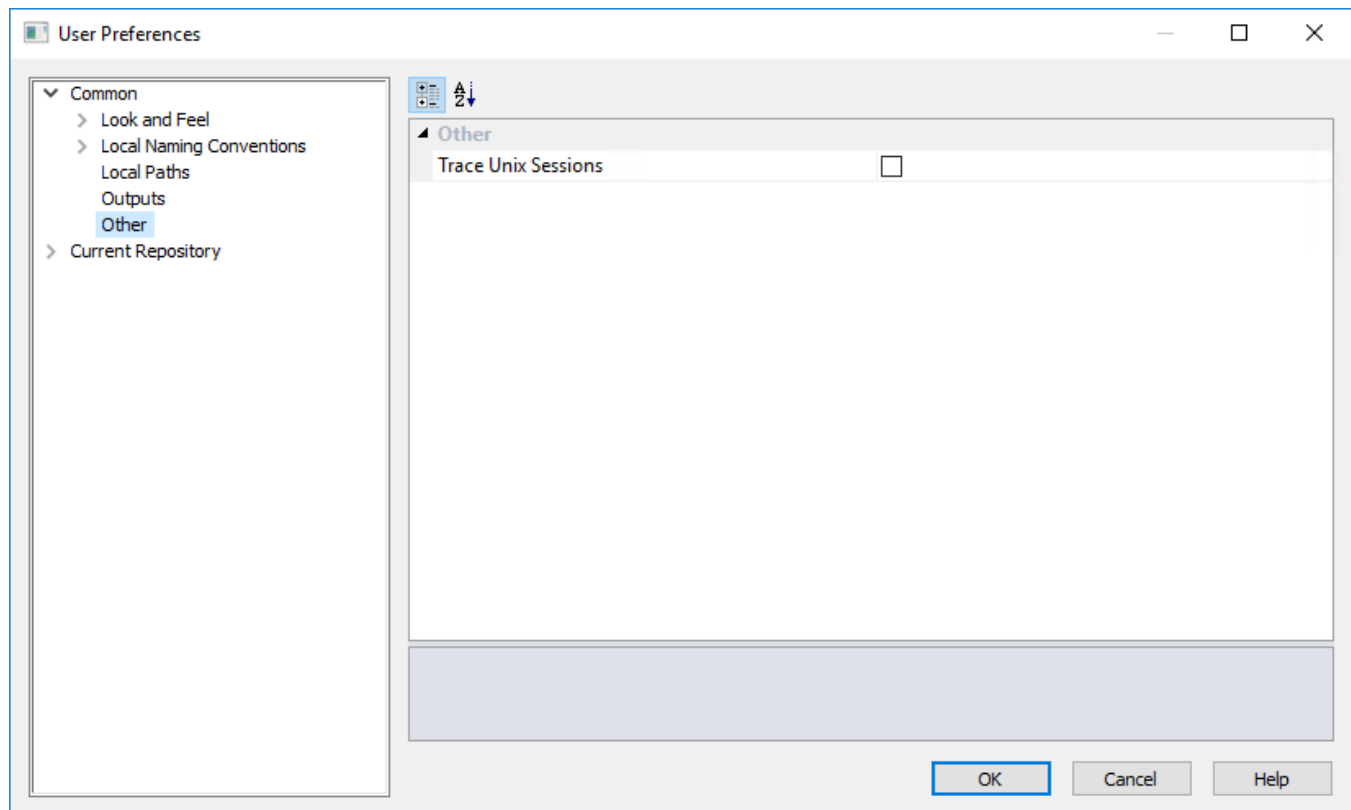 User Preferences
Common
Look and Feel
Local Naming Conventions
Local Paths
Outputs
Other
Current Repository
A
Z
Other
Trace Unix Sessions
OK
Cancel
Help